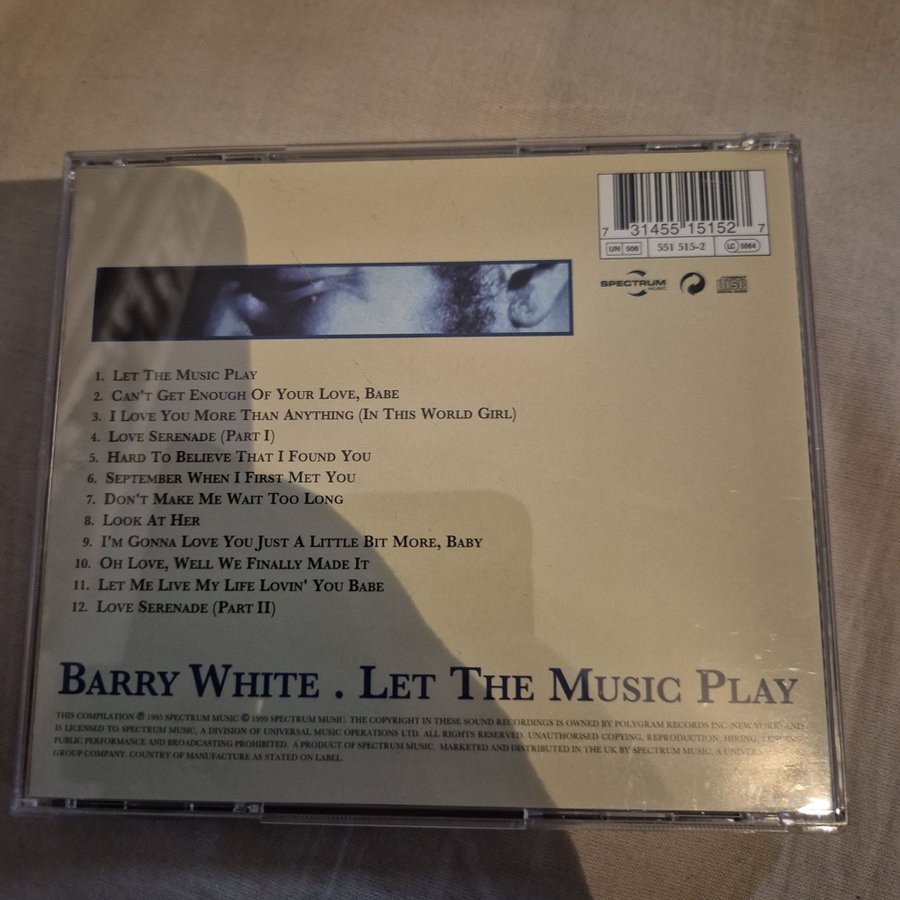 7 31455 15152 7
UN 506 551 515-2 LC 5064
SPECTRUM
MUSIC
COMPACT
disc
DIGITAL AUDIO
1. LET THE MUSIC PLAY
2. CAN'T GET ENOUGH OF YOUR LOVE, BABE
3. I LOVE YOU MORE THAN ANYTHING (IN THIS WORLD GIRL)
4. LOVE SERENADE (PART I)
5. HARD TO BELIEVE THAT I FOUND YOU
6. SEPTEMBER WHEN I FIRST MET YOU
7. DON'T MAKE ME WAIT TOO LONG
8. LOOK AT HER
9. I'M GONNA LOVE YOU JUST A LITTLE BIT MORE, BABY
10. OH LOVE, WELL WE FINALLY MADE IT
11. LET ME LIVE MY LIFE LOVIN' YOU BABE
12. LOVE SERENADE (PART II)
BARRY WHITE . LET THE MUSIC PLAY
THIS COMPILATION ℗ 1995 SPECTRUM MUSIC © 1999 SPECTRUM MUSIC. THE COPYRIGHT IN THESE SOUND RECORDINGS IS OWNED BY POLYGRAM RECORDS INC (NEW YORK) AND
IS LICENSED TO SPECTRUM MUSIC, A DIVISION OF UNIVERSAL MUSIC OPERATIONS LTD. ALL RIGHTS RESERVED. UNAUTHORISED COPYING, REPRODUCTION, HIRING, LENDING,
PUBLIC PERFORMANCE AND BROADCASTING PROHIBITED. A PRODUCT OF SPECTRUM MUSIC. MARKETED AND DISTRIBUTED IN THE UK BY SPECTRUM MUSIC, A UNIVERSAL
GROUP COMPANY. COUNTRY OF MANUFACTURE AS STATED ON LABEL.